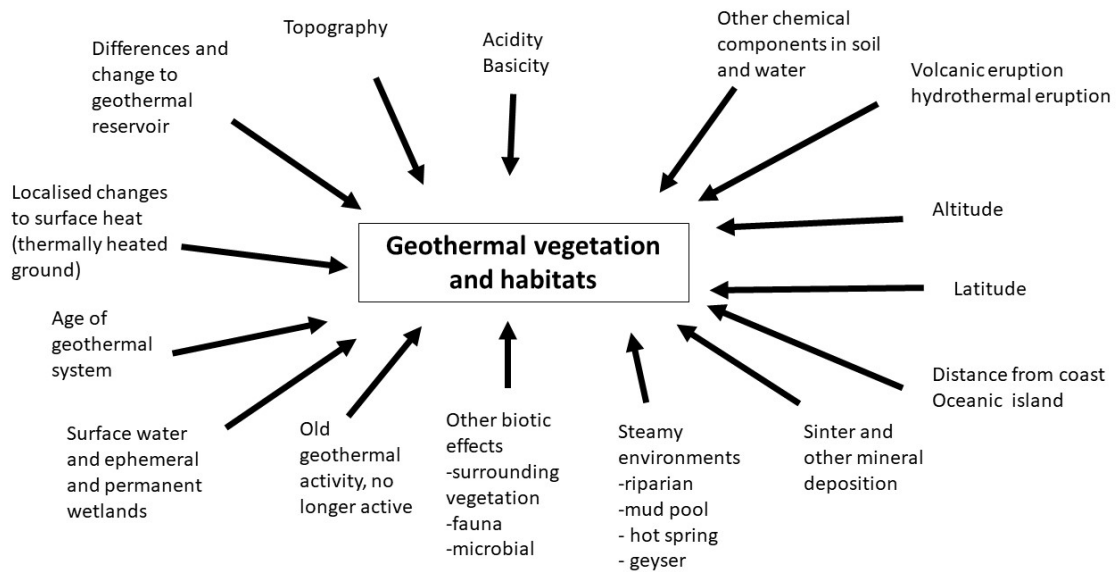 Differences and
change to
geothermal
reservoir
Topography
Acidity
Basicity
Other chemical
components in soil
and water
Volcanic eruption
hydrothermal eruption
Localised changes
to surface heat
(thermally heated
ground)
Geothermal vegetation
and habitats
Altitude
Latitude
Age of
geothermal
system
Distance from coast
Oceanic island
Surface water
and ephemeral
and permanent
wetlands
Old
geothermal
activity, no
longer active
Other biotic
effects
-surrounding
vegetation
-fauna
-microbial
Steamy
environments
-riparian
-mud pool
- hot spring
- geyser
Sinter and
other mineral
deposition